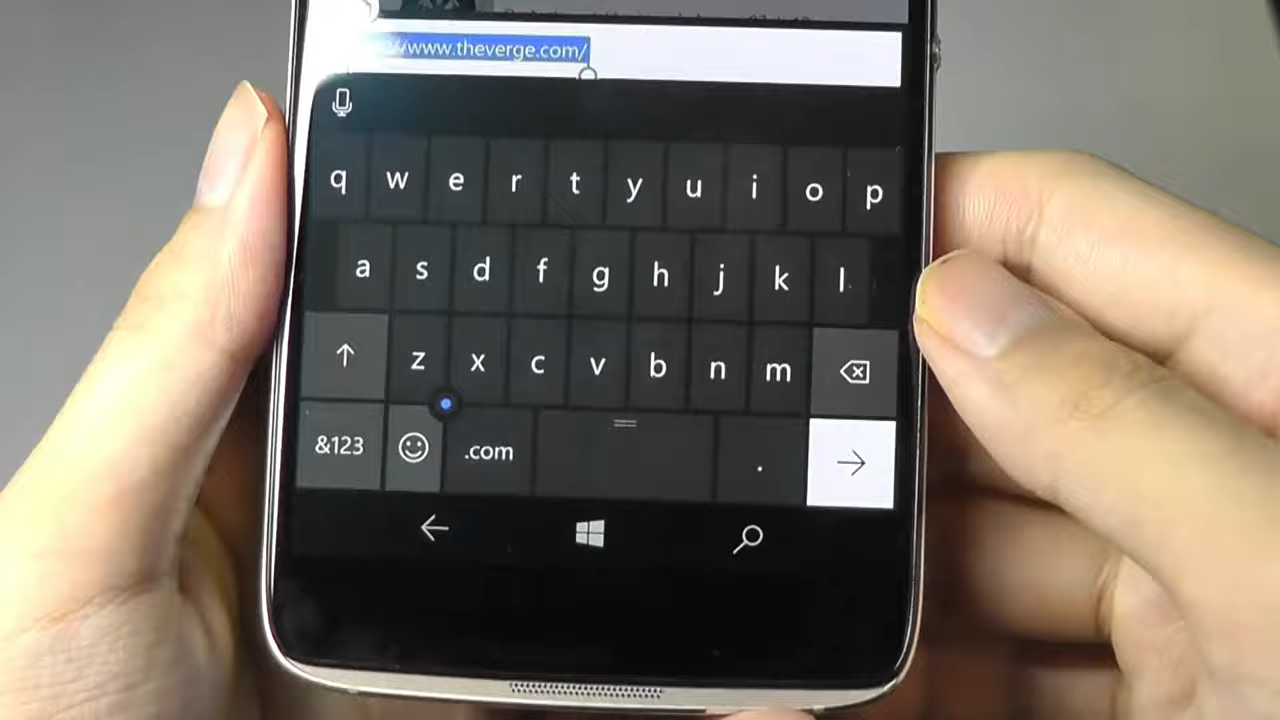 /www.theverge.com/
q w e r t y u i o p
a s d f g h j k l
z x c v b n m
&123 .com .